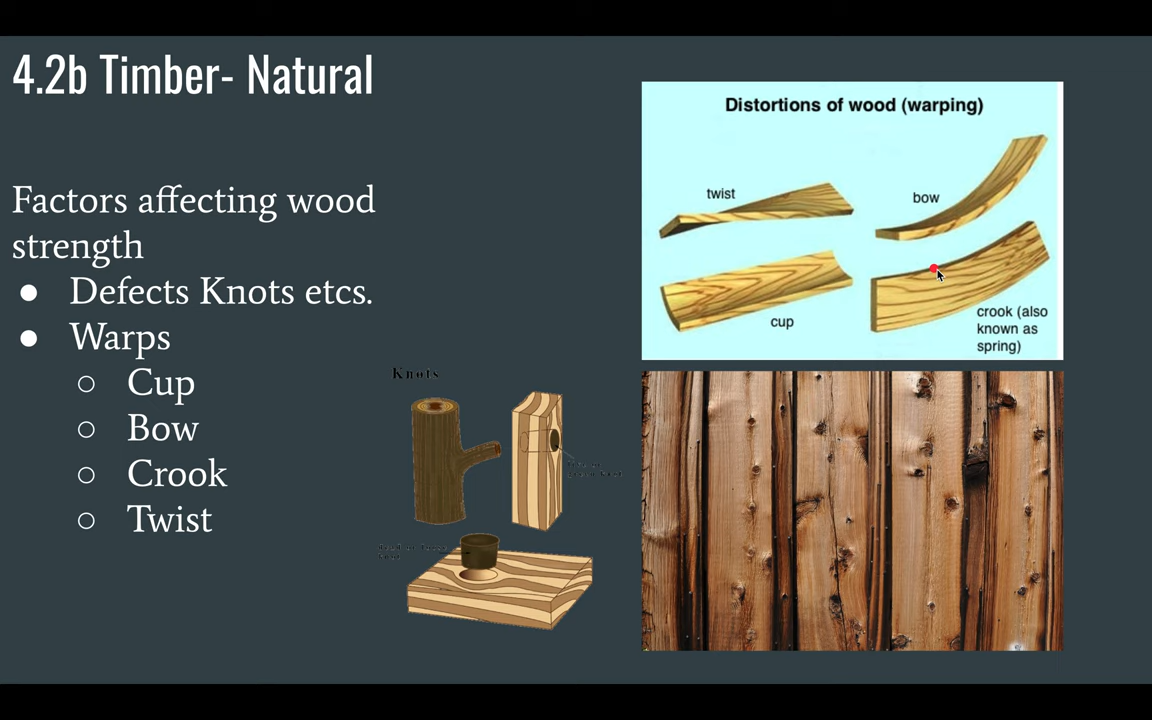 4.2b Timber- Natural
Factors affecting wood
strength
● Defects Knots etcs.
● Warps
○ Cup
○ Bow
○ Crook
○ Twist
Knots
Distortions of wood (warping)
twist
bow
cup
crook (also
known as
spring)